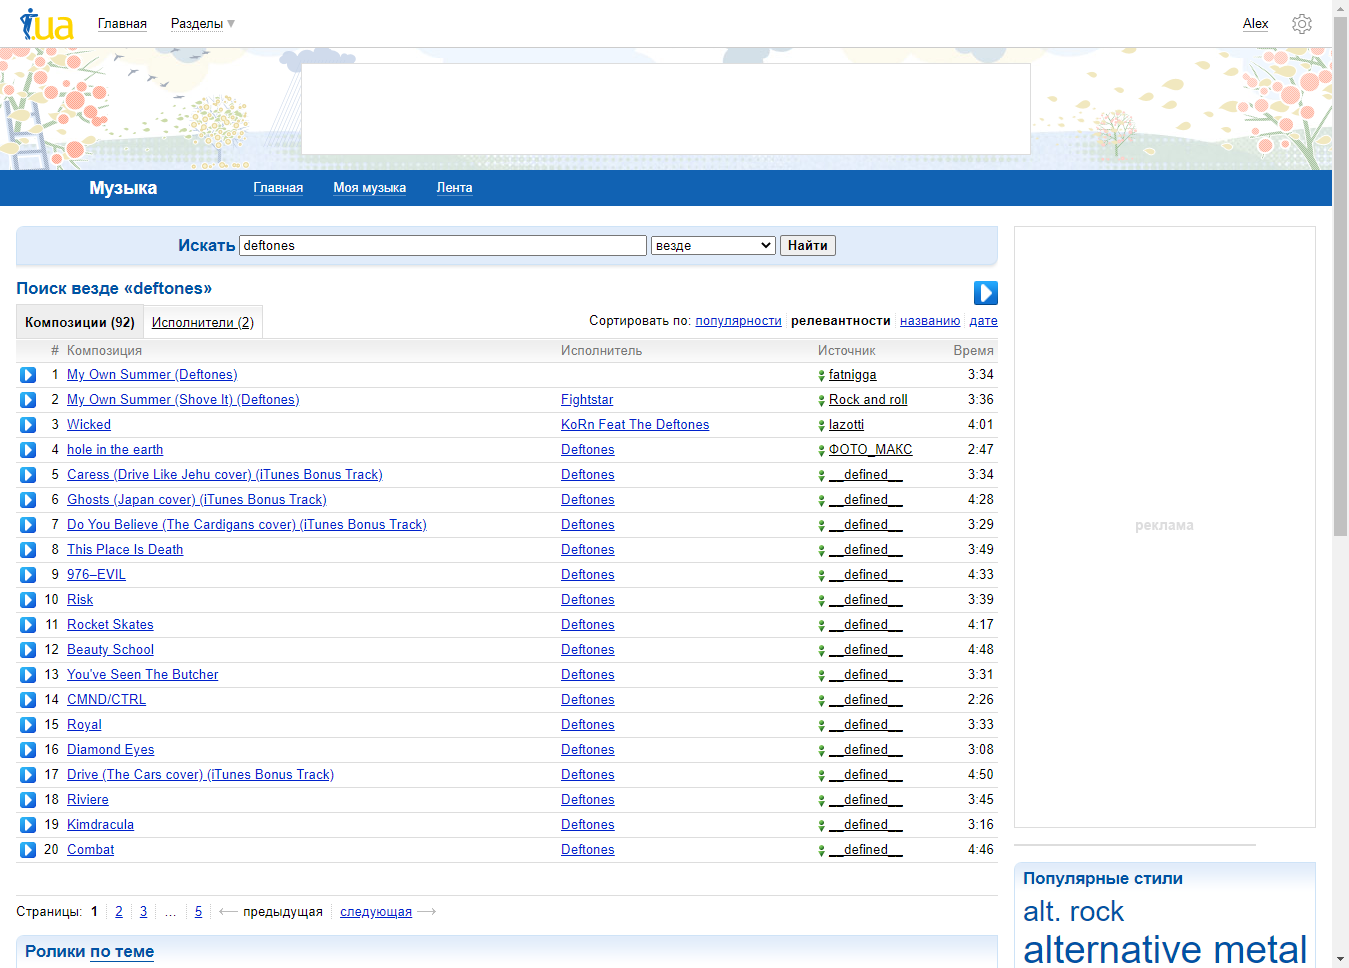 i.ua Главная Разделы Alex
Музыка Главная Моя музыка Лента
Искать deftones везде Найти
Поиск везде «deftones»
Композиции (92) Исполнители (2) Сортировать по: популярности релевантности названию дате
# Композиция Исполнитель Источник Время
1 My Own Summer (Deftones) fatnigga 3:34
2 My Own Summer (Shove It) (Deftones) Fightstar Rock and roll 3:36
3 Wicked KoRn Feat The Deftones lazotti 4:01
4 hole in the earth Deftones ФОТО_МАКС 2:47
5 Caress (Drive Like Jehu cover) (iTunes Bonus Track) Deftones __defined__ 3:34
6 Ghosts (Japan cover) (iTunes Bonus Track) Deftones __defined__ 4:28
7 Do You Believe (The Cardigans cover) (iTunes Bonus Track) Deftones __defined__ 3:29
8 This Place Is Death Deftones __defined__ 3:49
9 976–EVIL Deftones __defined__ 4:33
10 Risk Deftones __defined__ 3:39
11 Rocket Skates Deftones __defined__ 4:17
12 Beauty School Deftones __defined__ 4:48
13 You've Seen The Butcher Deftones __defined__ 3:31
14 CMND/CTRL Deftones __defined__ 2:26
15 Royal Deftones __defined__ 3:33
16 Diamond Eyes Deftones __defined__ 3:08
17 Drive (The Cars cover) (iTunes Bonus Track) Deftones __defined__ 4:50
18 Riviere Deftones __defined__ 3:45
19 Kimdracula Deftones __defined__ 3:16
20 Combat Deftones __defined__ 4:46
Страницы: 1 2 3 ... 5 предыдущая следующая
Ролики по теме
реклама
Популярные стили
alt. rock
alternative metal